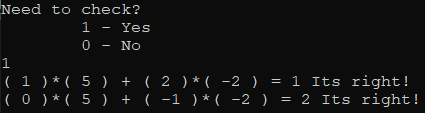 Need to check?
1 - Yes
0 - No
1
( 1 )*( 5 ) + ( 2 )*( -2 ) = 1 Its right!
( 0 )*( 5 ) + ( -1 )*( -2 ) = 2 Its right!